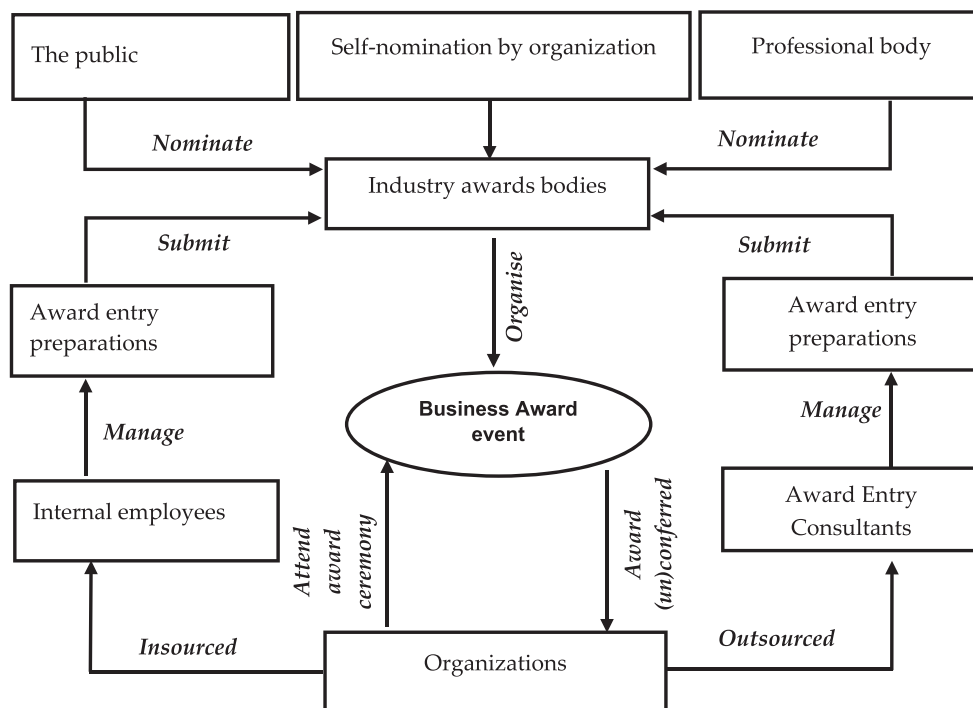 The public
Self-nomination by organization
Professional body
Nominate
Nominate
Industry awards bodies
Submit
Submit
Organise
Award entry
preparations
Award entry
preparations
Business Award
event
Manage
Manage
Internal employees
Award Entry
Consultants
Attend
award
ceremony
Award
(un)conferred
Insourced
Outsourced
Organizations